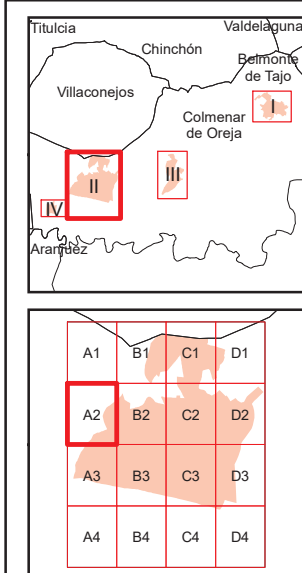 Titulcia
Valdelaguna
Chinchón
Belmonte
de Tajo
Villaconejos
I
Colmenar
de Oreja
II
III
IV
Aranjuez
A1 B1 C1 D1
A2 B2 C2 D2
A3 B3 C3 D3
A4 B4 C4 D4